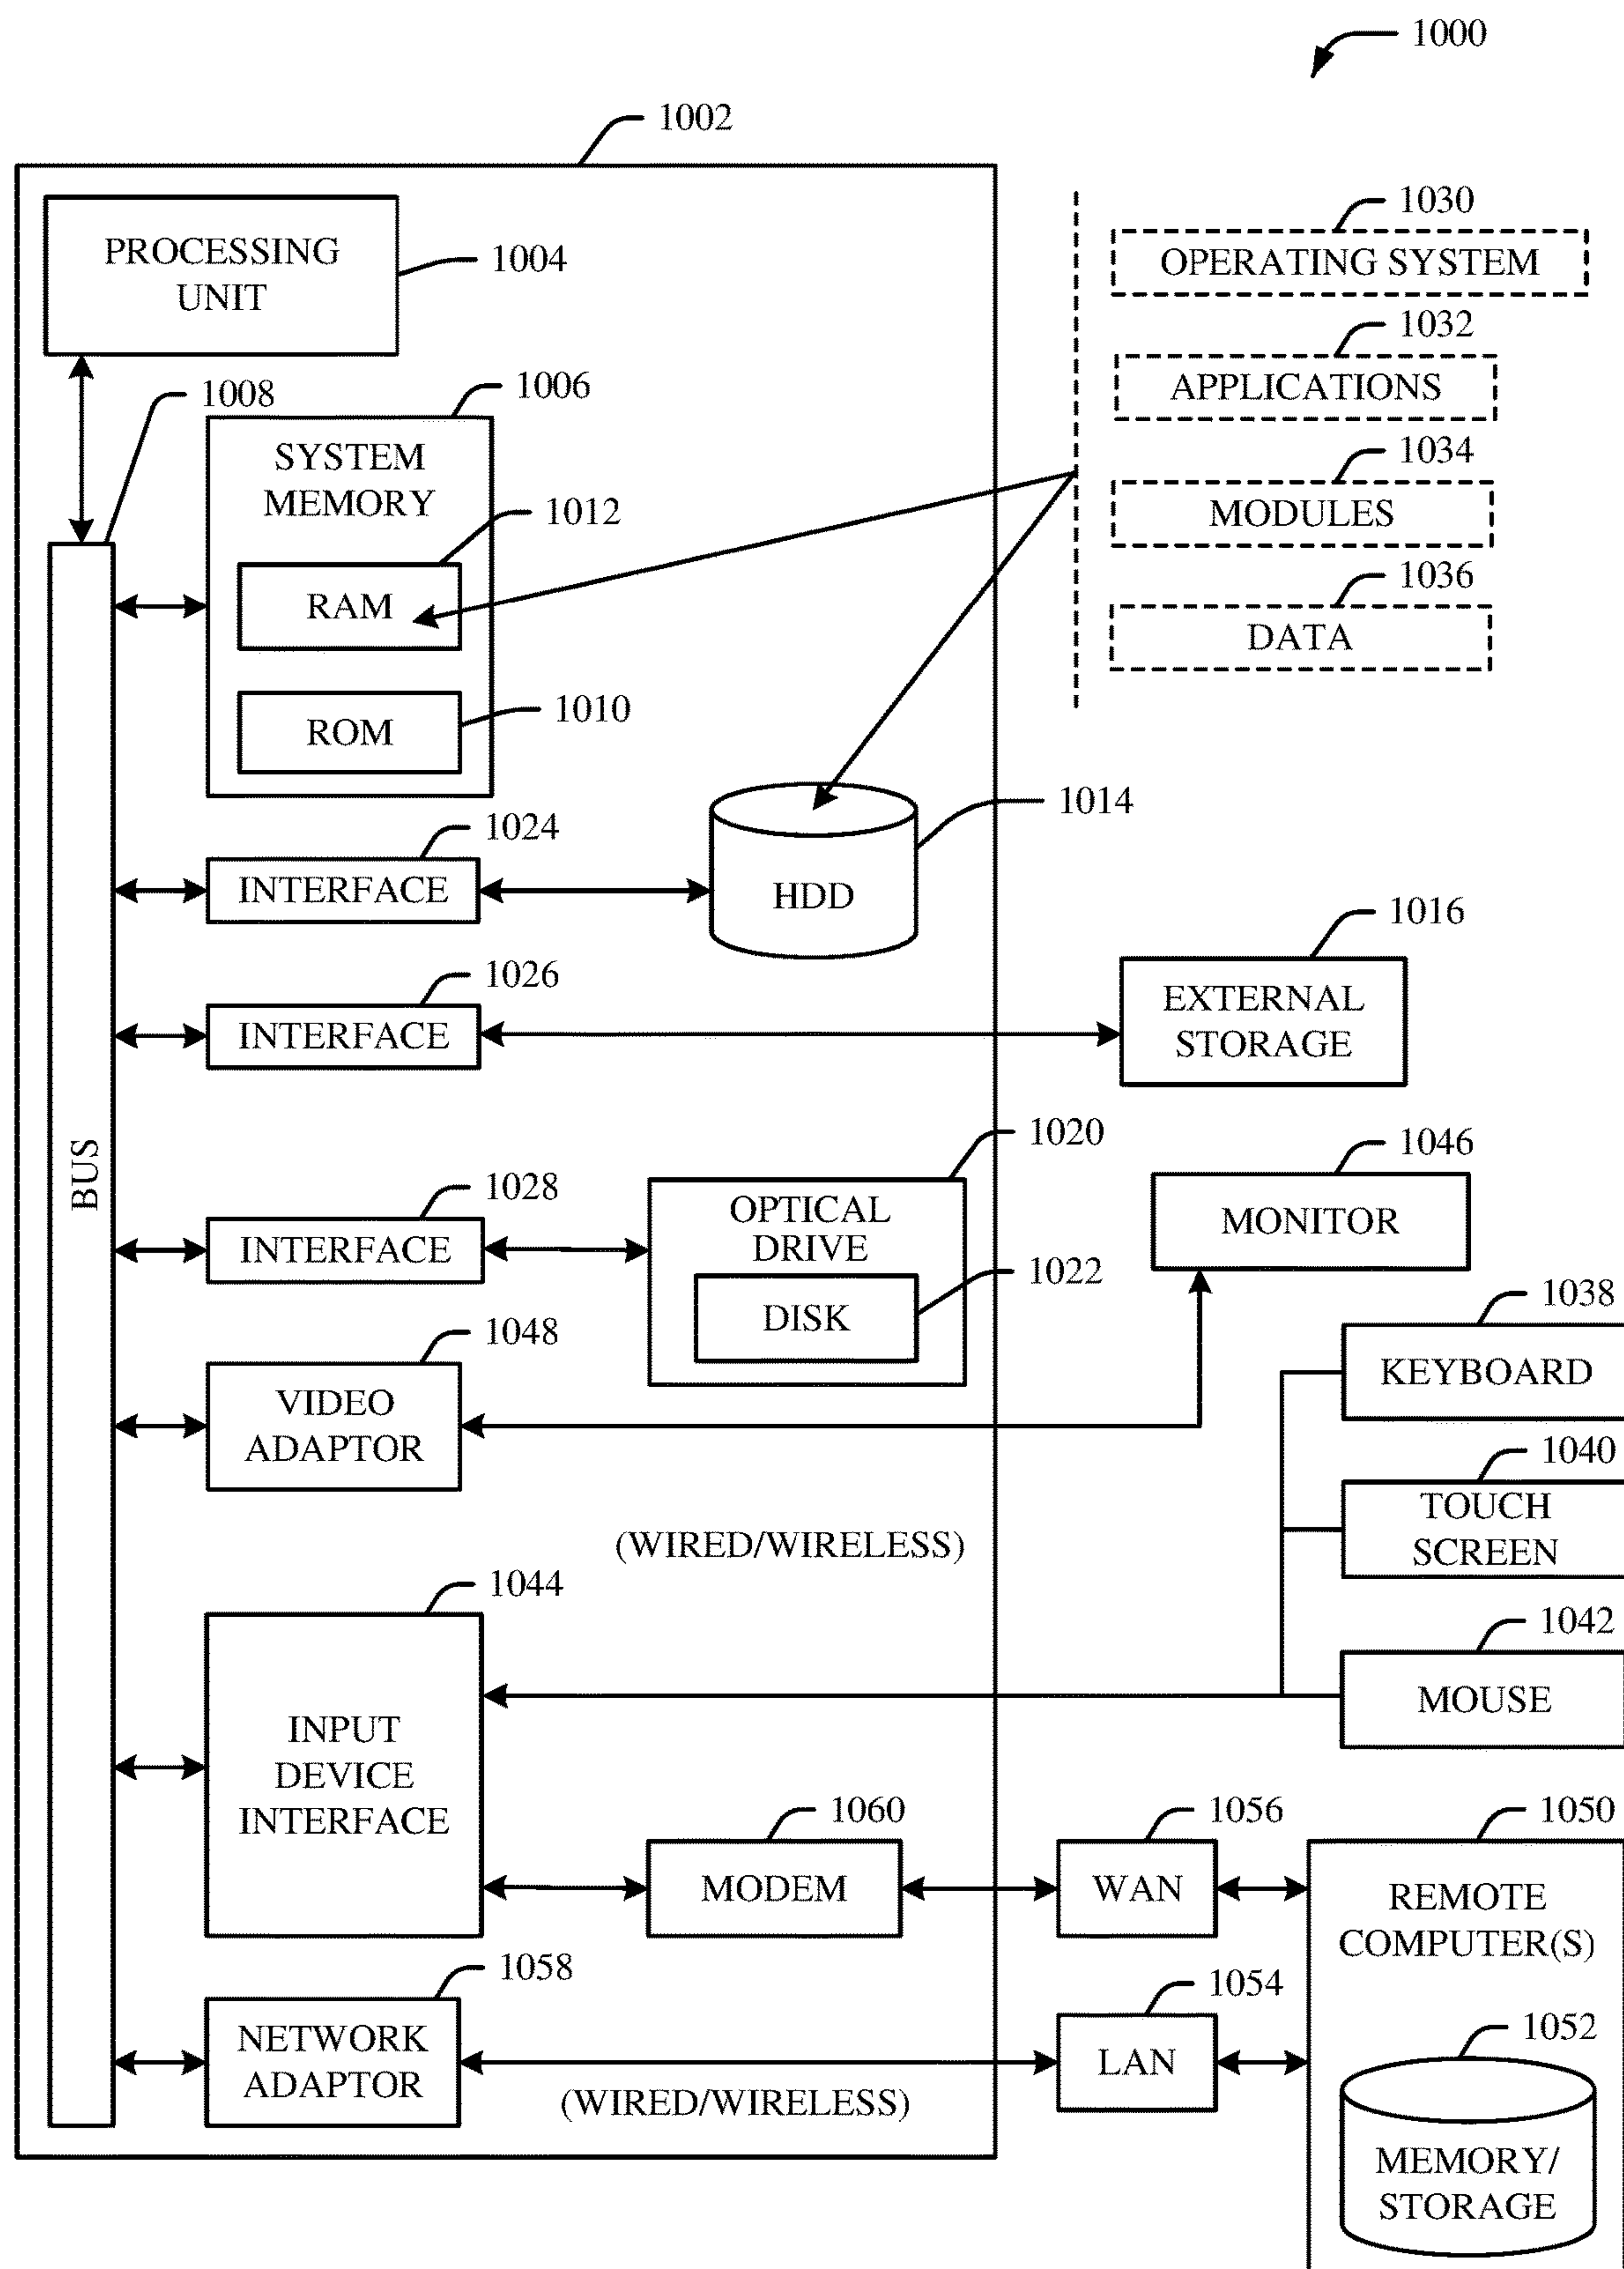 1000
1002
PROCESSING
UNIT
1004
1030
OPERATING SYSTEM
1032
APPLICATIONS
1034
MODULES
1036
DATA
1008
1006
SYSTEM
MEMORY
1012
RAM
1010
ROM
1014
HDD
1024
INTERFACE
1016
EXTERNAL
STORAGE
1026
INTERFACE
BUS
1020
OPTICAL
DRIVE
1022
DISK
1028
INTERFACE
1046
MONITOR
1048
VIDEO
ADAPTOR
1038
KEYBOARD
1040
TOUCH
SCREEN
(WIRED/WIRELESS)
1042
MOUSE
1044
INPUT
DEVICE
INTERFACE
1060
MODEM
1056
WAN
1050
REMOTE
COMPUTER(S)
1058
NETWORK
ADAPTOR
(WIRED/WIRELESS)
1054
LAN
1052
MEMORY/
STORAGE